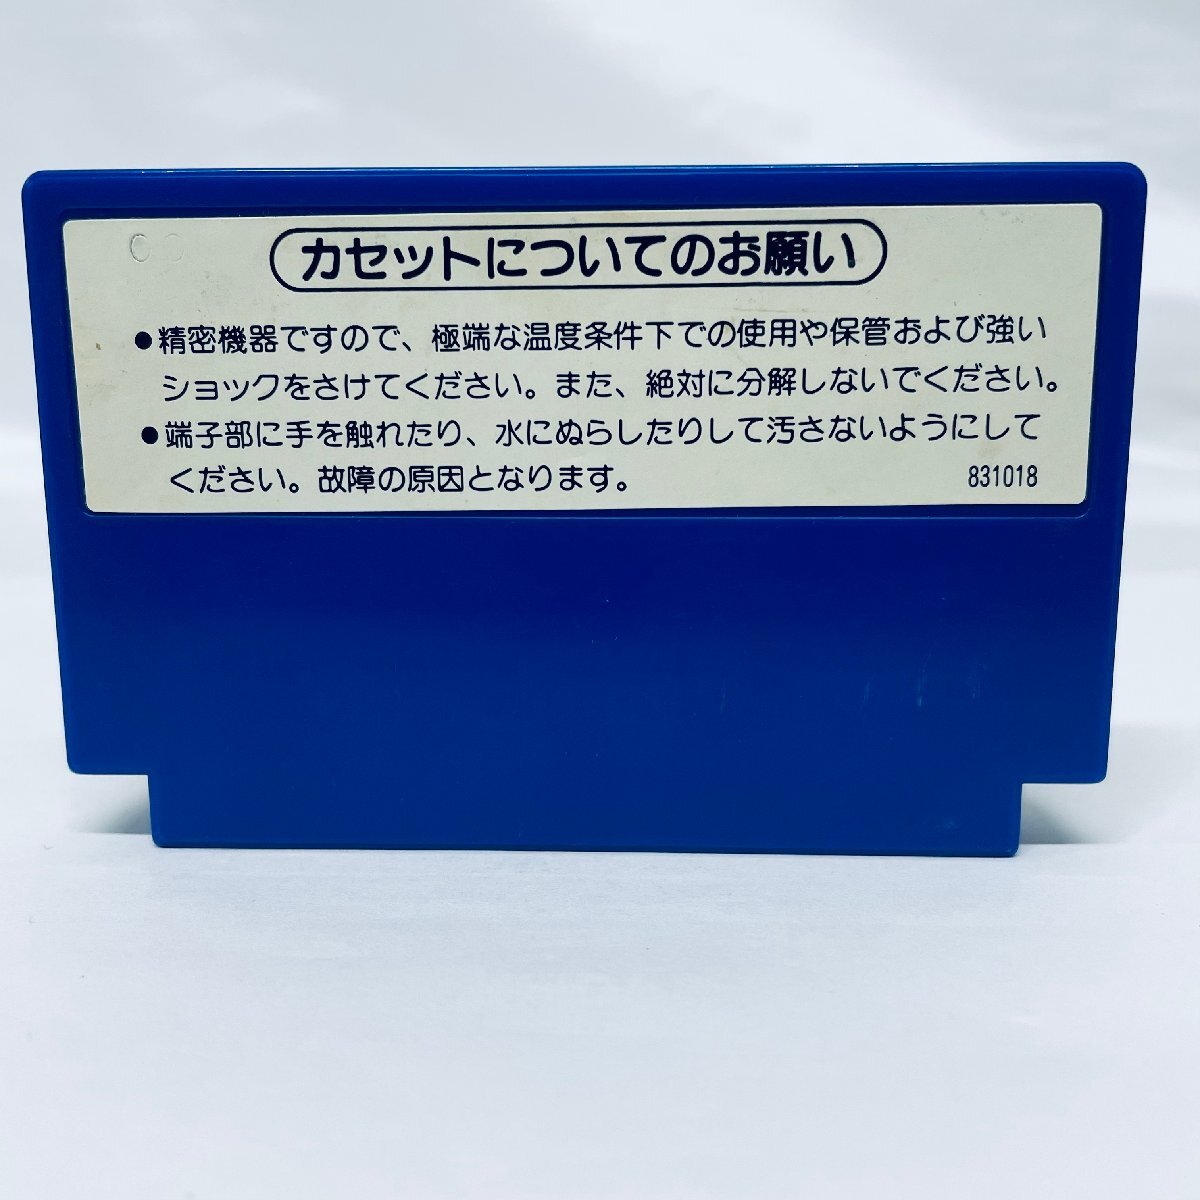 カセットについてのお願い
●精密機器ですので、極端な温度条件下での使用や保管および強い
ショックをさけてください。また、絶対に分解しないでください。
●端子部に手を触れたり、水にぬらしたりして汚さないようにして
ください。故障の原因となります。 831018